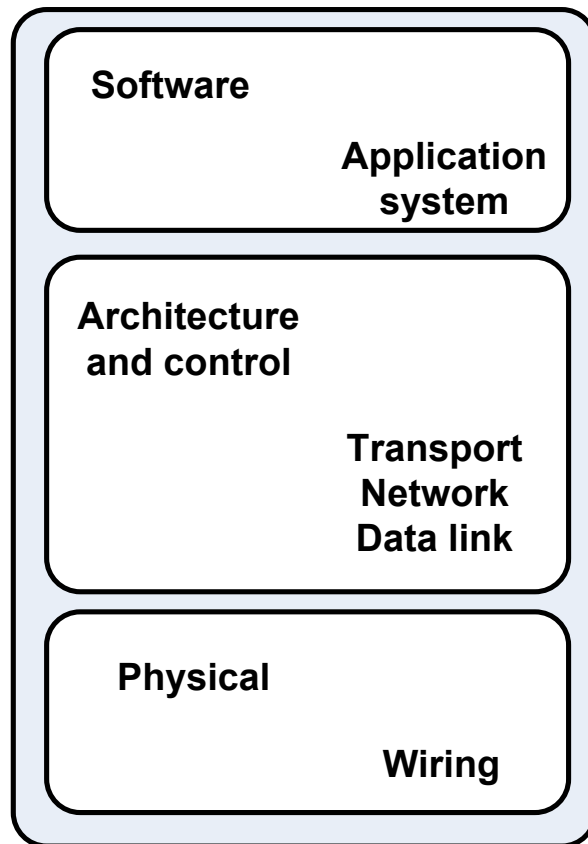 Software
Application
system
Architecture
and control
Transport
Network
Data link
Physical
Wiring